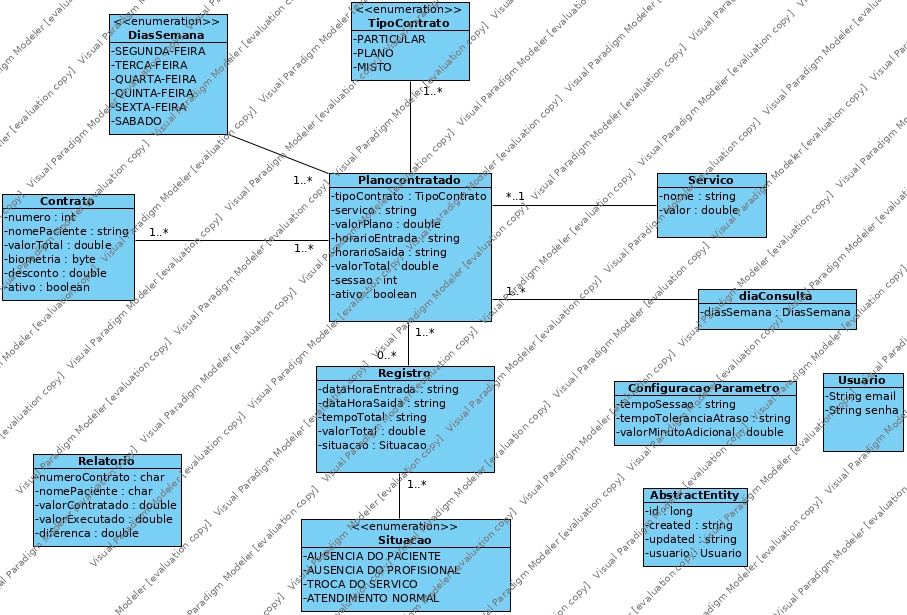 <<enumeration>>
DiasSemana
-SEGUNDA-FEIRA
-TERCA-FEIRA
-QUARTA-FEIRA
-QUINTA-FEIRA
-SEXTA-FEIRA
-SABADO
<<enumeration>>
TipoContrato
-PARTICULAR
-PLANO
-MISTO
1..*
1..*
Planocontratado
-tipoContrato : TipoContrato
-serviço : string
-valorPlano : double
-horarioEntrada : string
-horarioSaida : string
-valorTotal : double
-sessao : int
-ativo : boolean
*..1
Servico
-nome : string
-valor : double
Contrato
-numero : int
-nomePaciente : string
-valorTotal : double
-biometria : byte
-desconto : double
-ativo : boolean
1..*
1..*
1..*
diaConsulta
-diasSemana : DiasSemana
1..*
0..*
Registro
-dataHoraEntrada : string
-dataHoraSaida : string
-tempoTotal : string
-valorTotal : double
-situacao : Situacao
Configuracao Parametro
-tempoSessao : string
-tempoToleranciaAtraso : string
-valorMinutoAdicional : double
Usuario
-String email
-String senha
Relatorio
-numeroContrato : char
-nomePaciente : char
-valorContratado : double
-valorExecutado : double
-diferenca : double
1..*
<<enumeration>>
Situacao
-AUSENCIA DO PACIENTE
-AUSENCIA DO PROFISIONAL
-TROCA DO SERVICO
-ATENDIMENTO NORMAL
AbstractEntity
-id : long
-created : string
-updated : string
-usuario : Usuario
Visual Paradigm Modeler [evaluation copy]